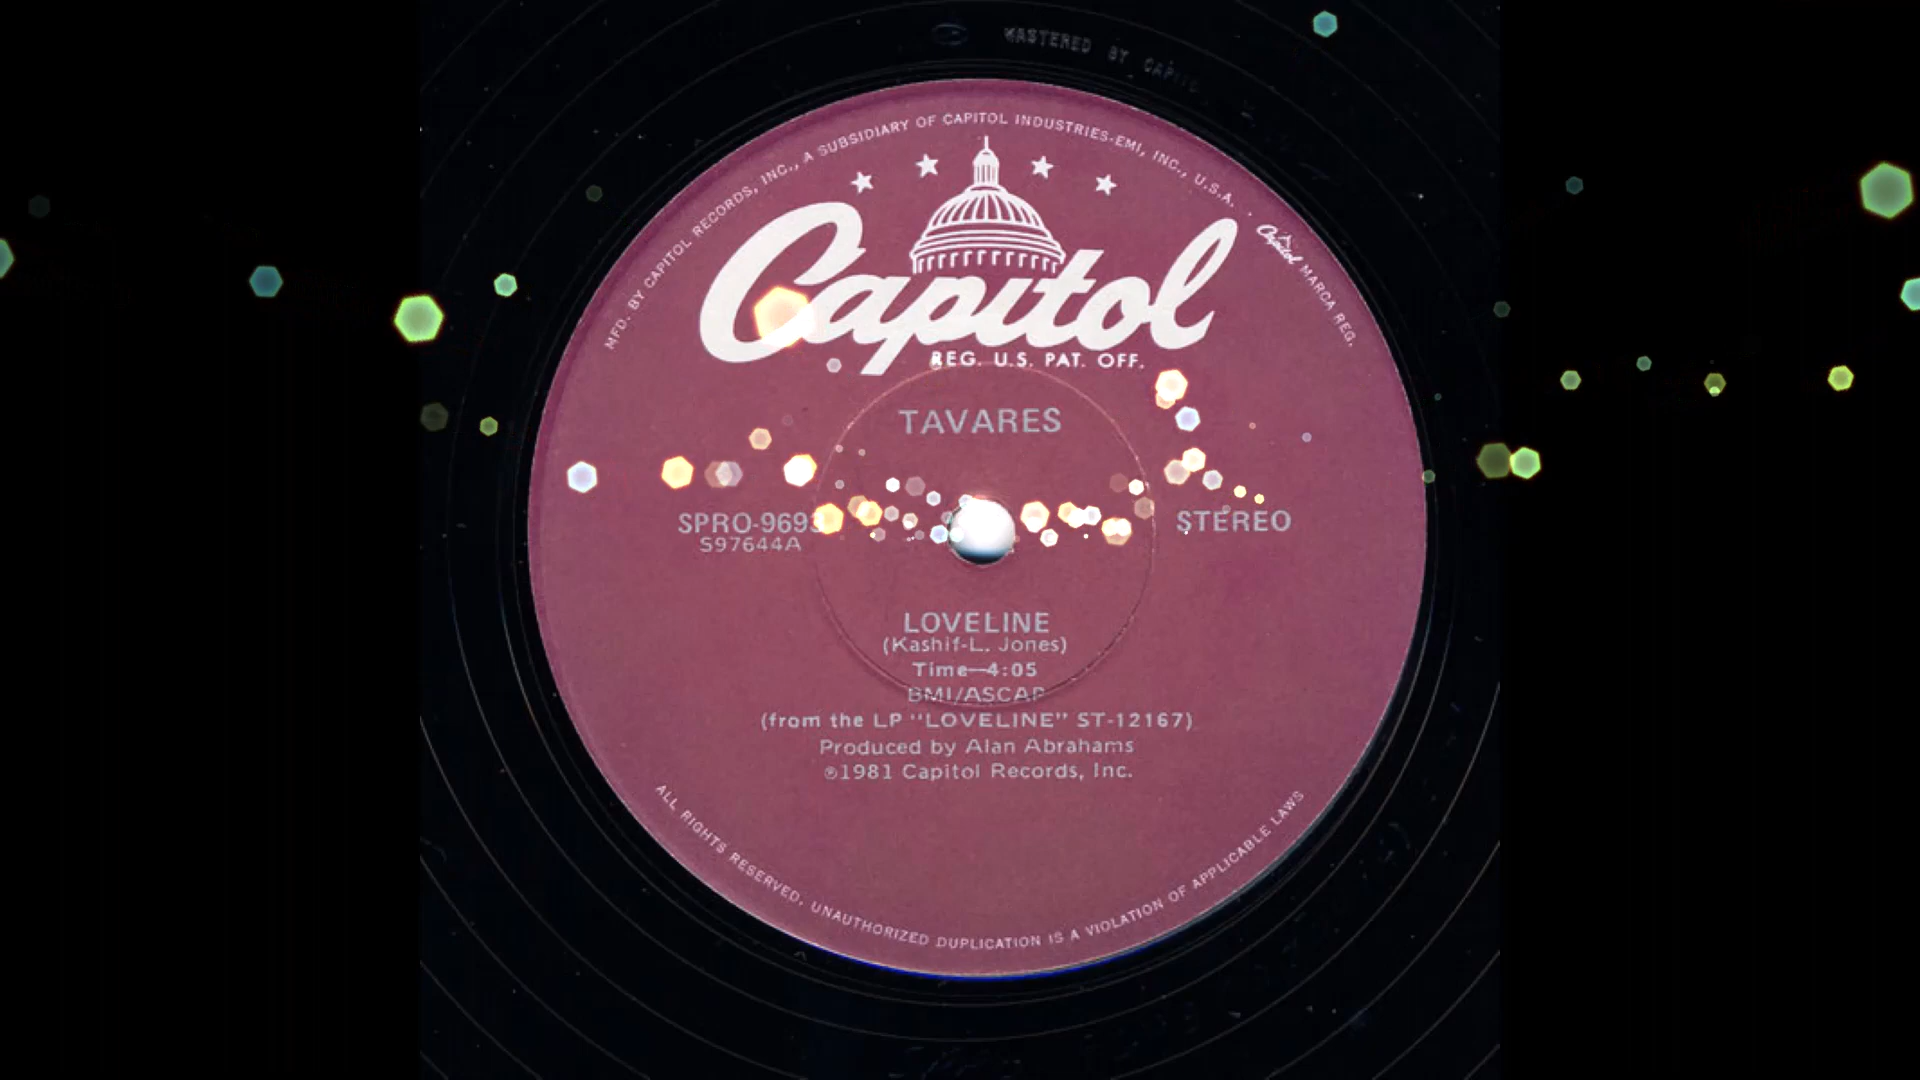 MASTERED BY CAPITOL
MFD. BY CAPITOL RECORDS, INC., A SUBSIDIARY OF CAPITOL INDUSTRIES-EMI, INC., U.S.A. . Capitol MARCA REG.
Capitol
REG. U.S. PAT. OFF.
TAVARES
STEREO
S97644A
LOVELINE
(Kashif-L. Jones)
Time—4:05
BMI/ASCAP
(from the LP "LOVELINE" ST-12167)
Produced by Alan Abrahams
℗1981 Capitol Records, Inc.
ALL RIGHTS RESERVED, UNAUTHORIZED DUPLICATION IS A VIOLATION OF APPLICABLE LAWS